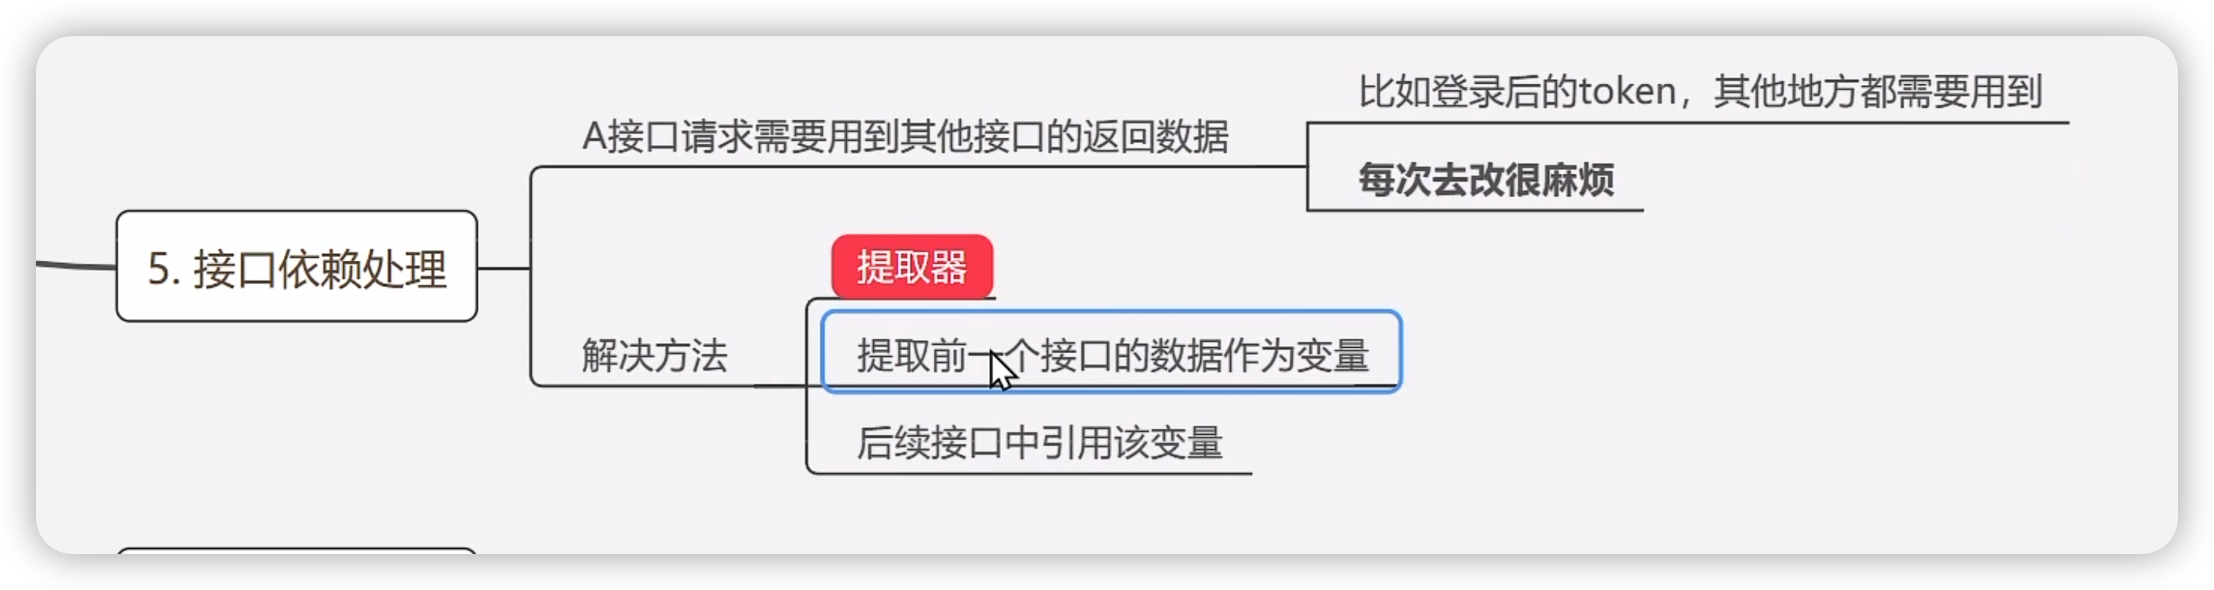 5. 接口依赖处理
A接口请求需要用到其他接口的返回数据
比如登录后的token，其他地方都需要用到
每次去改很麻烦
解决方法
提取器
提取前一个接口的数据作为变量
后续接口中引用该变量